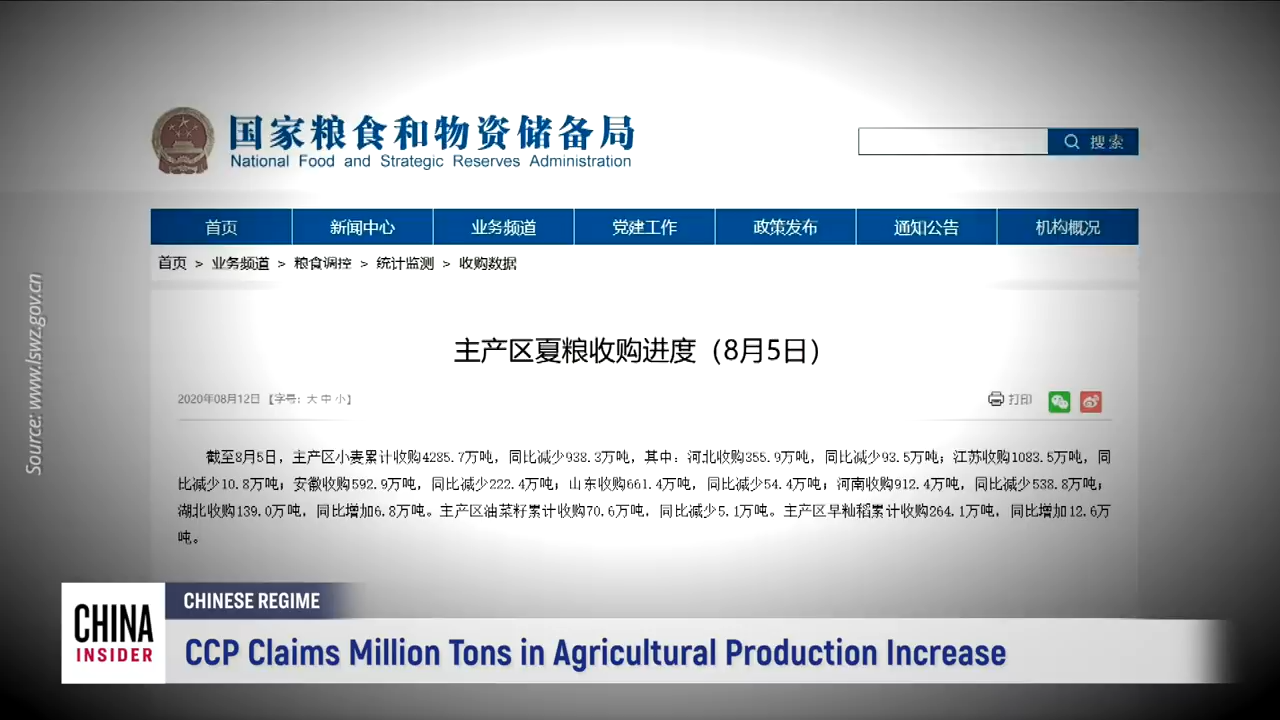 国家粮食和物资储备局
National Food and Strategic Reserves Administration
搜索
首页 新闻中心 业务频道 党建工作 政策发布 通知公告 机构概况
首页 > 业务频道 > 粮食调控 > 统计监测 > 收购数据
主产区夏粮收购进度（8月5日）
2020年08月12日 【字号：大 中 小】
打印
截至8月5日，主产区小麦累计收购4285.7万吨，同比减少938.3万吨，其中：河北收购355.9万吨，同比减少93.5万吨；江苏收购1083.5万吨，同
比减少10.8万吨；安徽收购592.9万吨，同比减少222.4万吨；山东收购661.4万吨，同比减少54.4万吨；河南收购912.4万吨，同比减少538.8万吨；
湖北收购139.0万吨，同比增加6.8万吨。主产区油菜籽累计收购70.6万吨，同比减少5.1万吨。主产区早籼稻累计收购264.1万吨，同比增加12.6万
吨。
Source: www.lswz.gov.cn
CHINA
INSIDER
CHINESE REGIME
CCP Claims Million Tons in Agricultural Production Increase